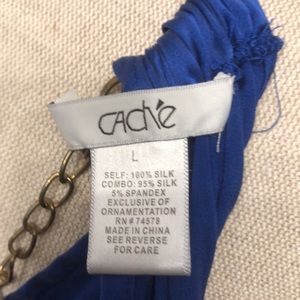 CACHÉ
L
SELF: 100% SILK
COMBO: 95% SILK
5% SPANDEX
EXCLUSIVE OF
ORNAMENTATION
RN # 74578
MADE IN CHINA
SEE REVERSE
FOR CARE